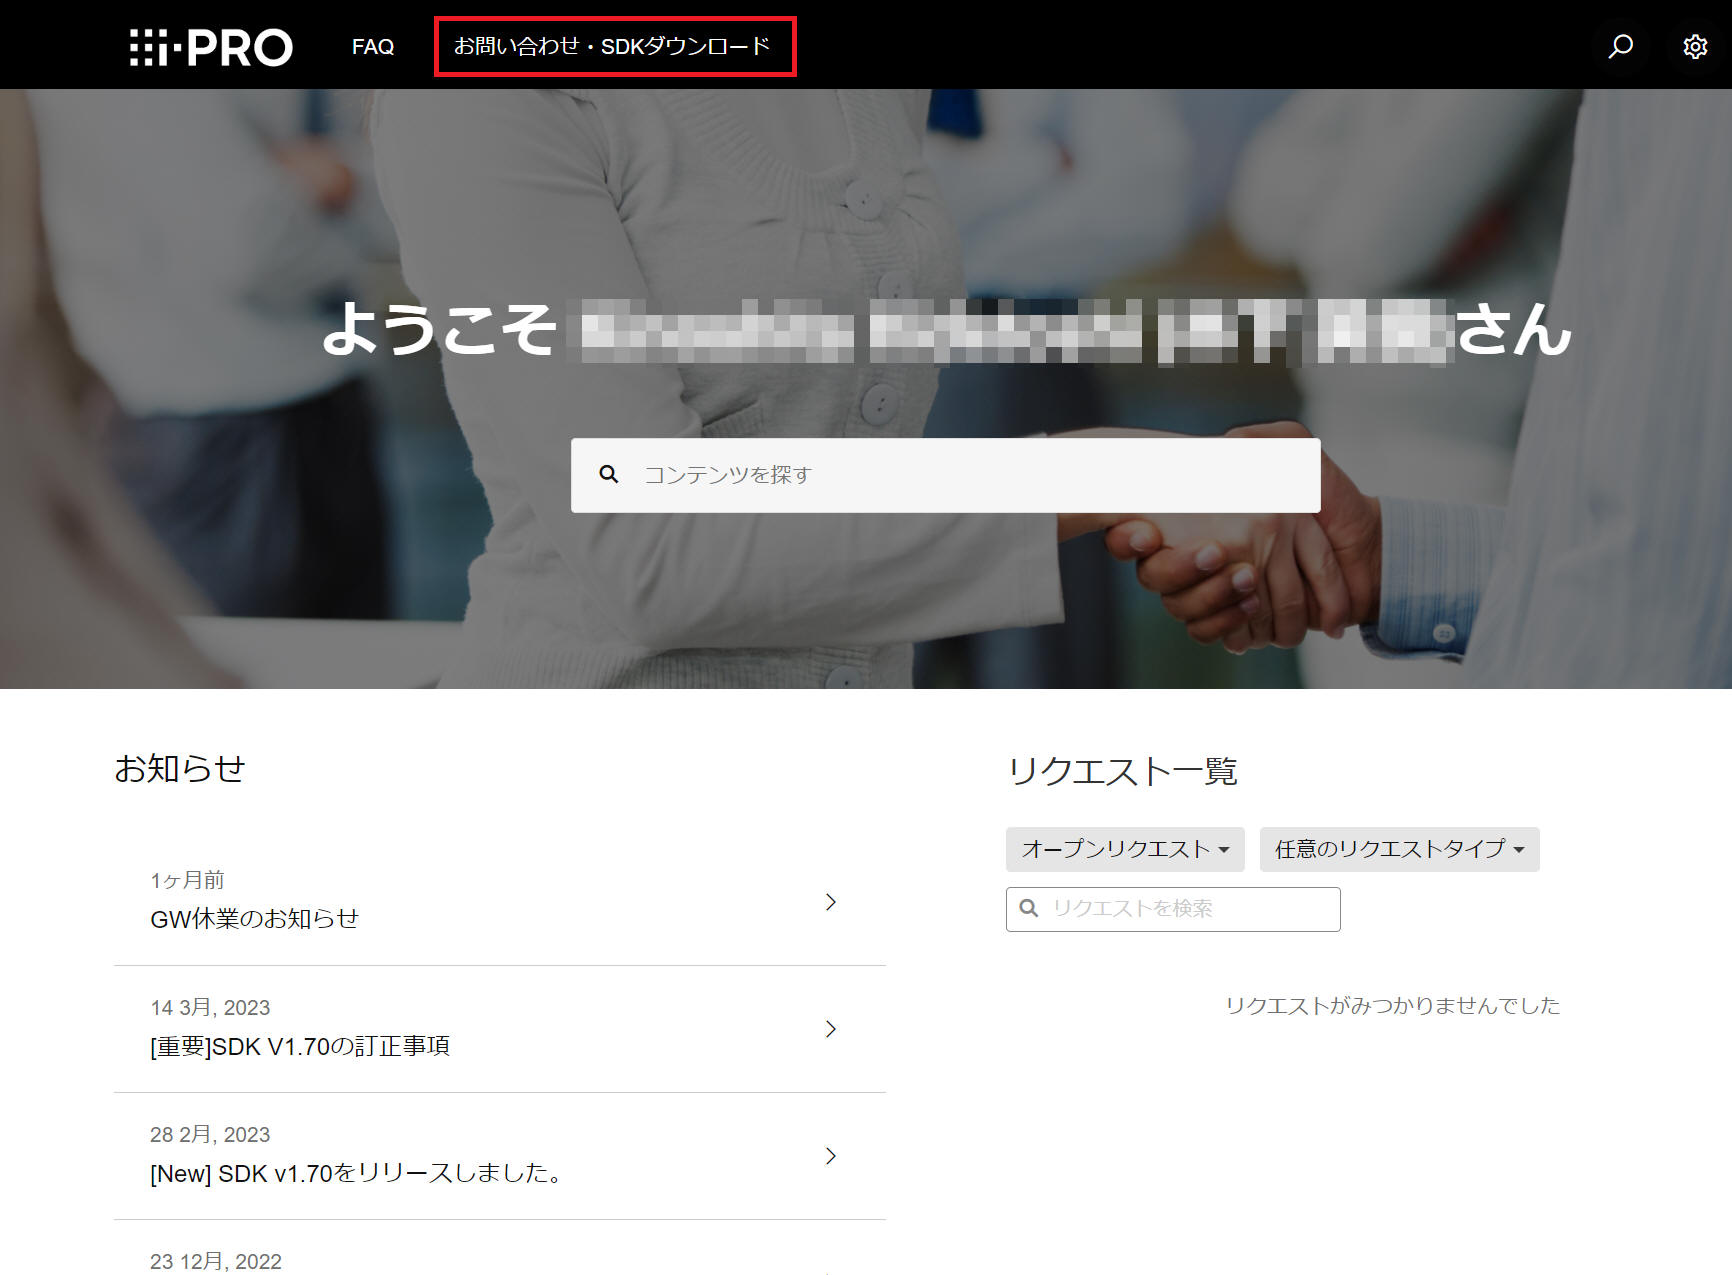 i-PRO FAQ お問い合わせ・SDKダウンロード
ようこそ さん
コンテンツを探す
お知らせ
1ヶ月前
GW休業のお知らせ
14 3月, 2023
[重要]SDK V1.70の訂正事項
28 2月, 2023
[New] SDK v1.70をリリースしました。
23 12月, 2022
リクエスト一覧
オープンリクエスト 任意のリクエストタイプ
リクエストを検索
リクエストがみつかりませんでした